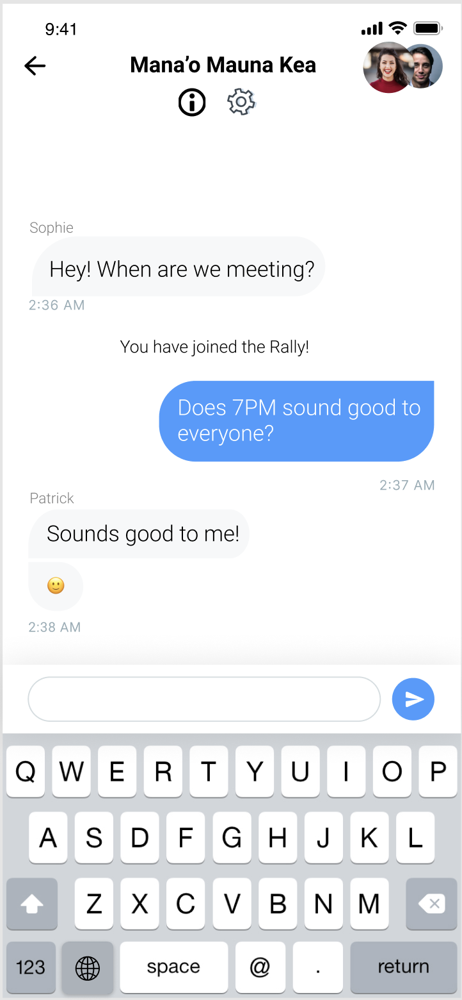 9:41
Mana’o Mauna Kea
Sophie
Hey! When are we meeting?
2:36 AM
You have joined the Rally!
Does 7PM sound good to
everyone?
2:37 AM
Patrick
Sounds good to me!
🙂
2:38 AM
Q W E R T Y U I O P
A S D F G H J K L
Z X C V B N M
123 space @ . return